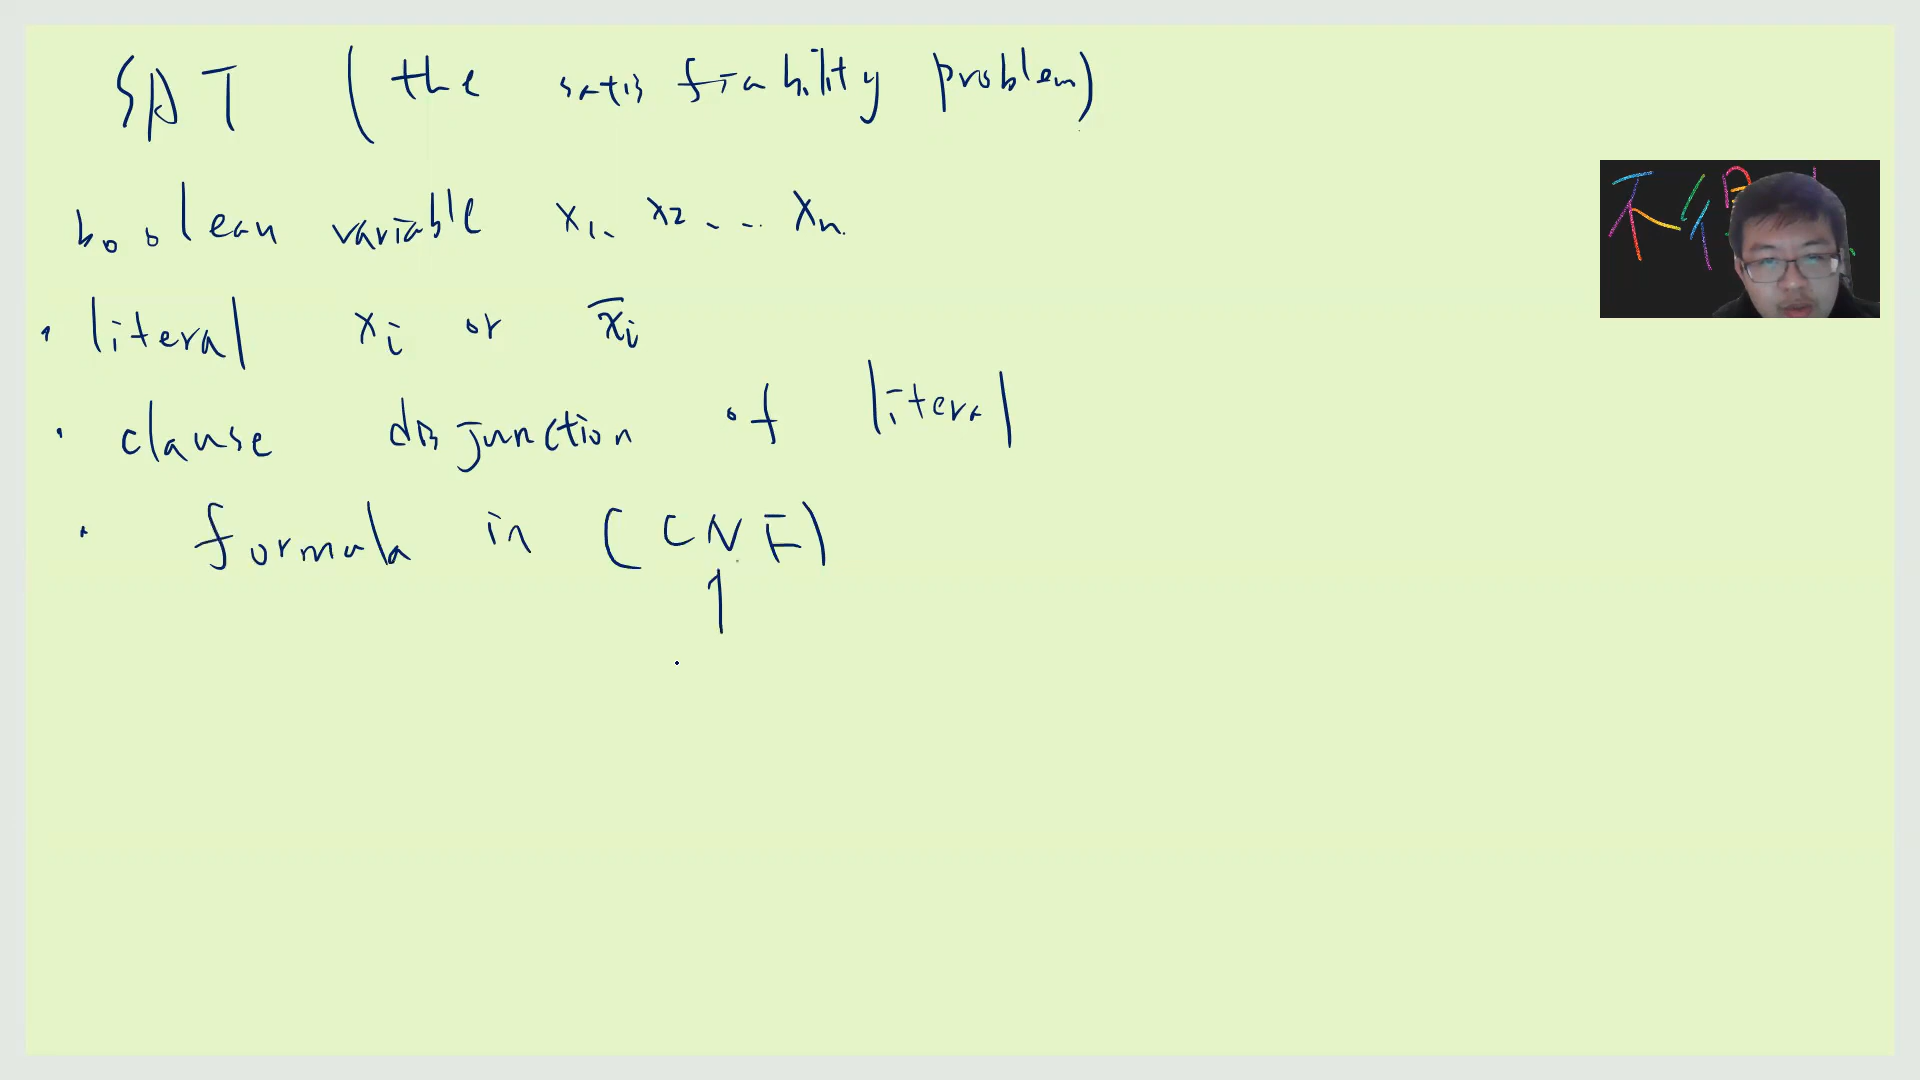 SAT (the satisfiability problem)
boolean variable x₁, x₂ ... xₙ.
· literal xᵢ or x̅ᵢ
· clause disjunction of literal
· formula in (CNF)
↑